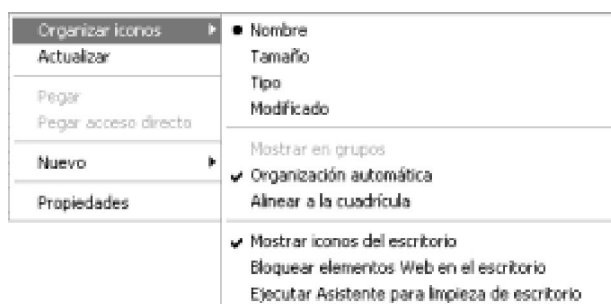 Organizar iconos
Actualizar
Pegar
Pegar acceso directo
Nuevo
Propiedades
Nombre
Tamaño
Tipo
Modificado
Mostrar en grupos
Organización automática
Alinear a la cuadrícula
Mostrar iconos del escritorio
Bloquear elementos Web en el escritorio
Ejecutar Asistente para limpieza de escritorio